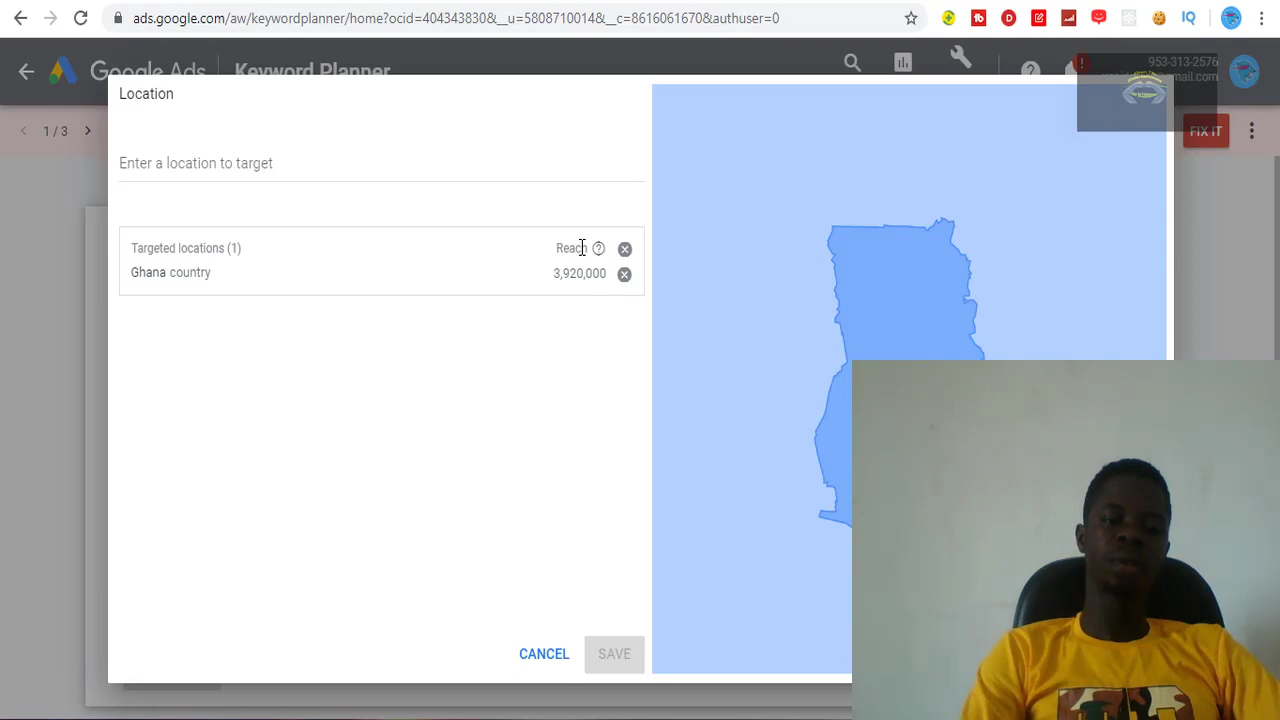 ads.google.com/aw/keywordplanner/home?ocid=404343830&__u=5808710014&__c=8616061670&authuser=0
Google Ads
Keyword Planner
953-313-2576
1 / 3
FIX IT
Location
Enter a location to target
Targeted locations (1)
Reach
Ghana country
3,920,000
CANCEL
SAVE